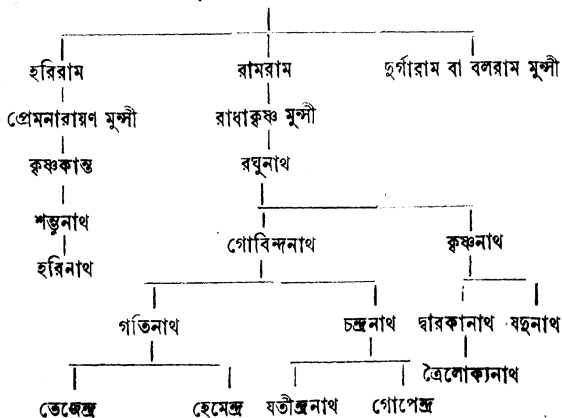 হরিরাম রামরাম দুর্গারাম বা বলরাম মুন্সী
প্রেমনারায়ণ মুন্সী রাধাকৃষ্ণ মুন্সী
কৃষ্ণকান্ত রঘুনাথ
শম্ভুনাথ
গোবিন্দনাথ কৃষ্ণনাথ
হরিনাথ
গতিনাথ চন্দ্রনাথ দ্বারকানাথ যদুনাথ
ত্রৈলোক্যনাথ
তেজেন্দ্র হেমেন্দ্র যতীন্দ্রনাথ গোপেন্দ্র